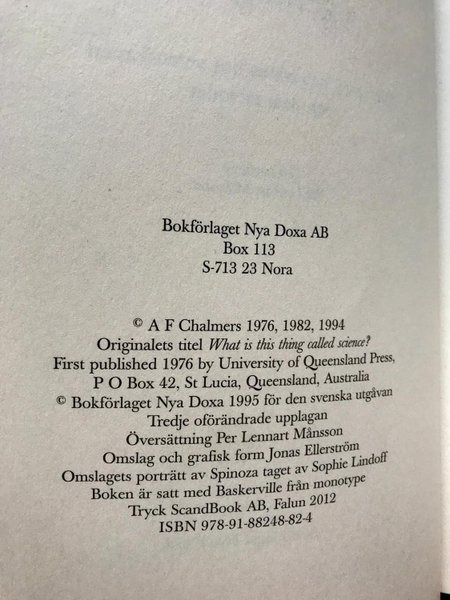 Bokförlaget Nya Doxa AB
Box 113
S-713 23 Nora
© A F Chalmers 1976, 1982, 1994
Originalets titel What is this thing called science?
First published 1976 by University of Queensland Press,
P O Box 42, St Lucia, Queensland, Australia
© Bokförlaget Nya Doxa 1995 för den svenska utgåvan
Tredje oförändrade upplagan
Översättning Per Lennart Månsson
Omslag och grafisk form Jonas Ellerström
Omslagets porträtt av Spinoza taget av Sophie Lindoff
Boken är satt med Baskerville från monotype
Tryck ScandBook AB, Falun 2012
ISBN 978-91-88248-82-4